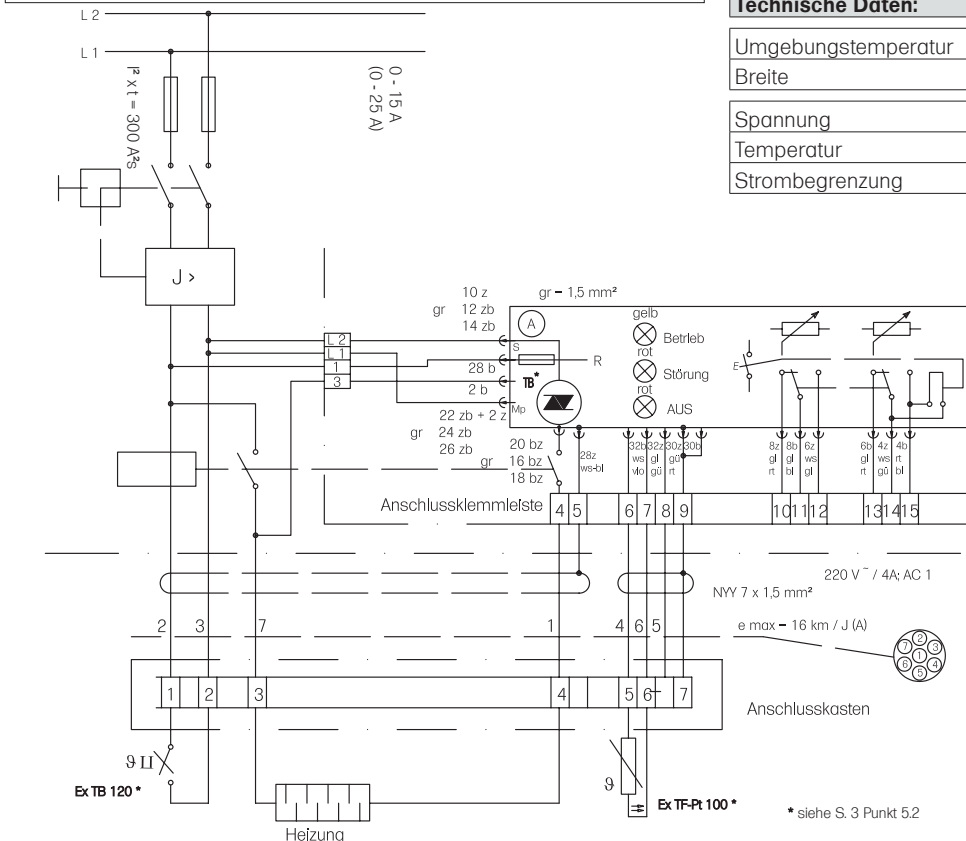 Technische Daten:
Umgebungstemperatur
Breite
Spannung
Temperatur
Strombegrenzung
L 2
L 1
I² x t = 300 A²s
0 - 15 A
(0 - 25 A)
J >
10 z
gr 12 zb
14 zb
gr = 1,5 mm²
L 2
L 1
1
3
A
S
R
28 b
TB*
2 b
Mp
22 zb + 2 z
gr 24 zb
26 zb
gelb
Betrieb
rot
Störung
rot
AUS
E
20 bz
gr 16 bz
18 bz
28z
ws-bl
32b
ws
vio
32z
gl
gü
30z
gü
rt
30b
8z
gl
rt
8b
gl
bl
6z
ws
gl
6b
gl
rt
4z
ws
gü
4b
rt
bl
Anschlussklemmleiste
4 5 6 7 8 9 10 11 12 13 14 15
220 V ~ / 4A; AC 1
NYY 7 x 1,5 mm²
e max = 16 km / J (A)
2 3 7 1 4 6 5
7 2 3
1
6 5 4
1 2 3 4 5 6 7
Anschlusskasten
ϑ
Ex TB 120 *
Heizung
ϑ
Ex TF-Pt 100 *
* siehe S. 3 Punkt 5.2